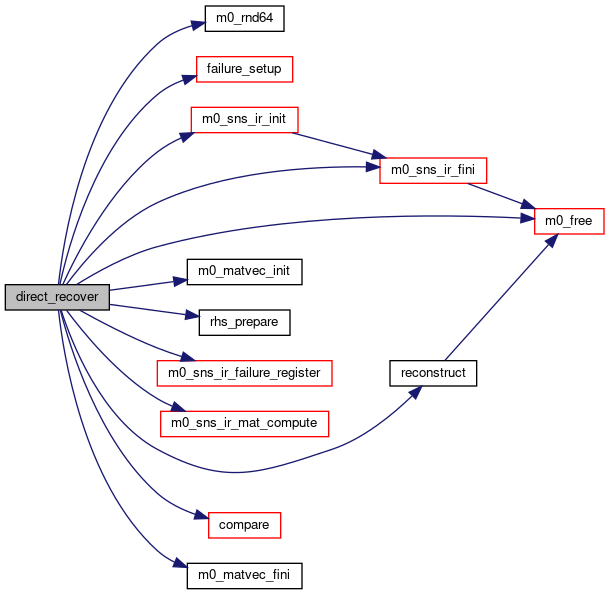 m0_rnd64
failure_setup
m0_sns_ir_init
m0_sns_ir_fini
m0_free
m0_matvec_init
direct_recover
rhs_prepare
m0_sns_ir_failure_register
reconstruct
m0_sns_ir_mat_compute
compare
m0_matvec_fini